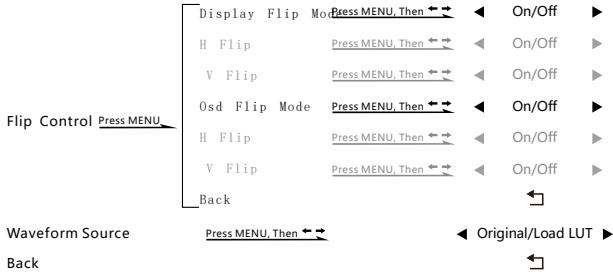 Display Flip Mode Press MENU, Then On/Off
H Flip Press MENU, Then On/Off
V Flip Press MENU, Then On/Off
Flip Control Press MENU
Osd Flip Mode Press MENU, Then On/Off
H Flip Press MENU, Then On/Off
V Flip Press MENU, Then On/Off
Back
Waveform Source Press MENU, Then Original/Load LUT
Back